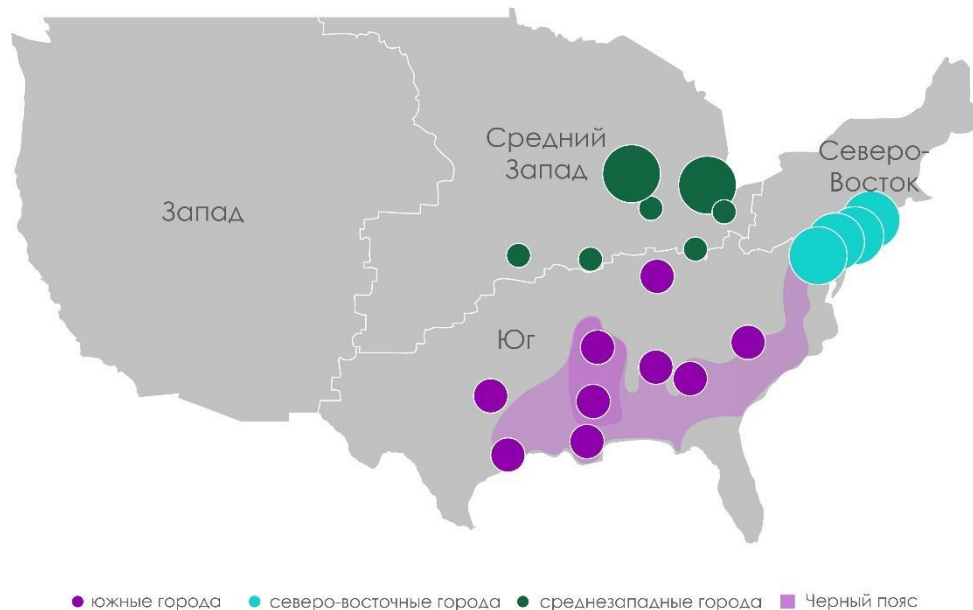 Средний
Запад
Северо-
Восток
Запад
Юг
южные города
северо-восточные города
среднезападные города
Черный пояс